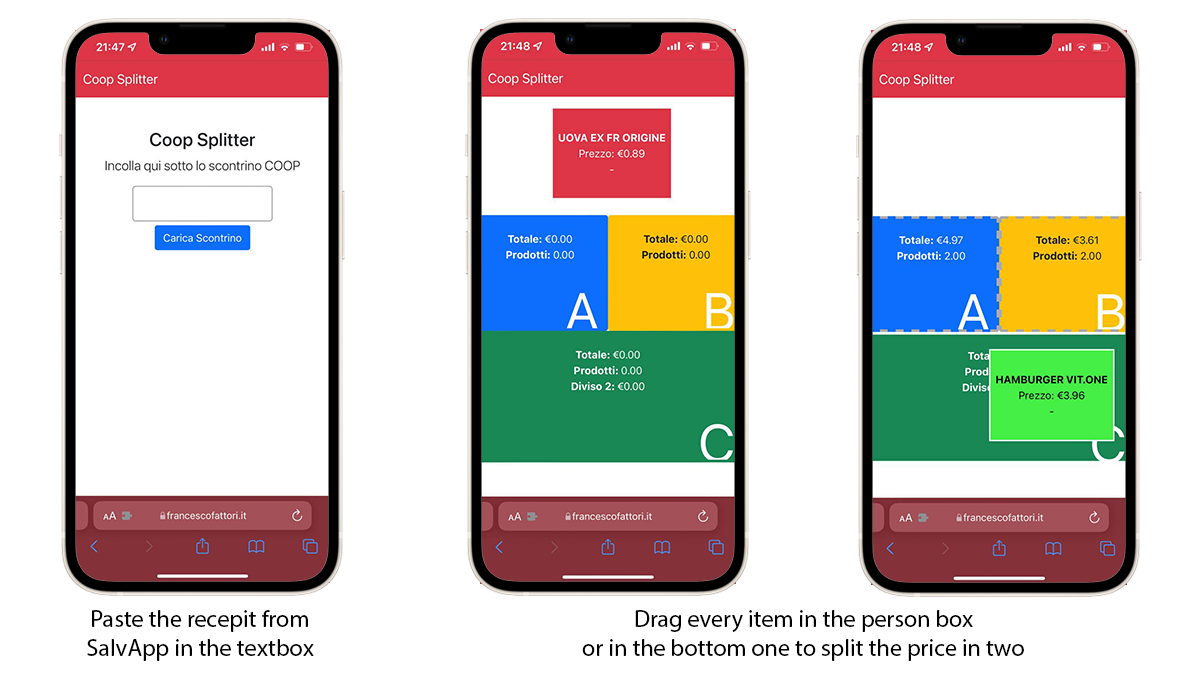 21:47
Coop Splitter
Coop Splitter
Incolla qui sotto lo scontrino COOP
Carica Scontrino
AA
francescofattori.it
Paste the recepit from
SalvApp in the textbox
21:48
Coop Splitter
UOVA EX FR ORIGINE
Prezzo: €0.89
-
Totale: €0.00
Prodotti: 0.00
A
Totale: €0.00
Prodotti: 0.00
B
Totale: €0.00
Prodotti: 0.00
Diviso 2: €0.00
C
AA
francescofattori.it
21:48
Coop Splitter
Totale: €4.97
Prodotti: 2.00
A
Totale: €3.61
Prodotti: 2.00
B
Tota
Prod
Divis
HAMBURGER VIT.ONE
Prezzo: €3.96
-
C
AA
francescofattori.it
Drag every item in the person box
or in the bottom one to split the price in two